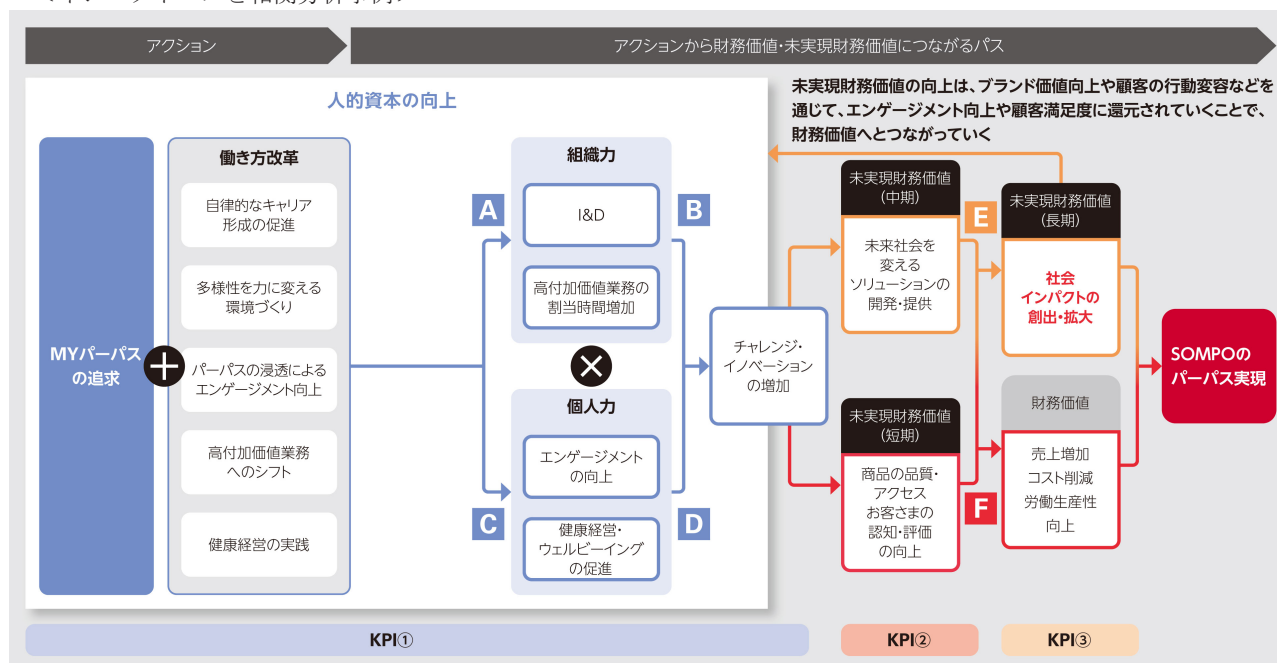 アクション
アクションから財務価値・未実現財務価値につながるパス
未実現財務価値の向上は、ブランド価値向上や顧客の行動変容などを
通じて、エンゲージメント向上や顧客満足度に還元されていくことで、
財務価値へとつながっていく
人的資本の向上
MYパーパス
の追求
働き方改革
自律的なキャリア
形成の促進
多様性を力に変える
環境づくり
パーパスの浸透による
エンゲージメント向上
高付加価値業務
へのシフト
健康経営の実践
A
B
組織力
I&D
高付加価値業務の
割当時間増加
個人力
エンゲージメント
の向上
健康経営・
ウェルビーイング
の促進
C
D
チャレンジ・
イノベーション
の増加
未実現財務価値
(中期)
未来社会を
変える
ソリューションの
開発・提供
未実現財務価値
(短期)
商品の品質・
アクセス
お客さまの
認知・評価
の向上
E
F
未実現財務価値
(長期)
社会
インパクトの
創出・拡大
財務価値
売上増加
コスト削減
労働生産性
向上
SOMPOの
パーパス実現
KPI①
KPI②
KPI③